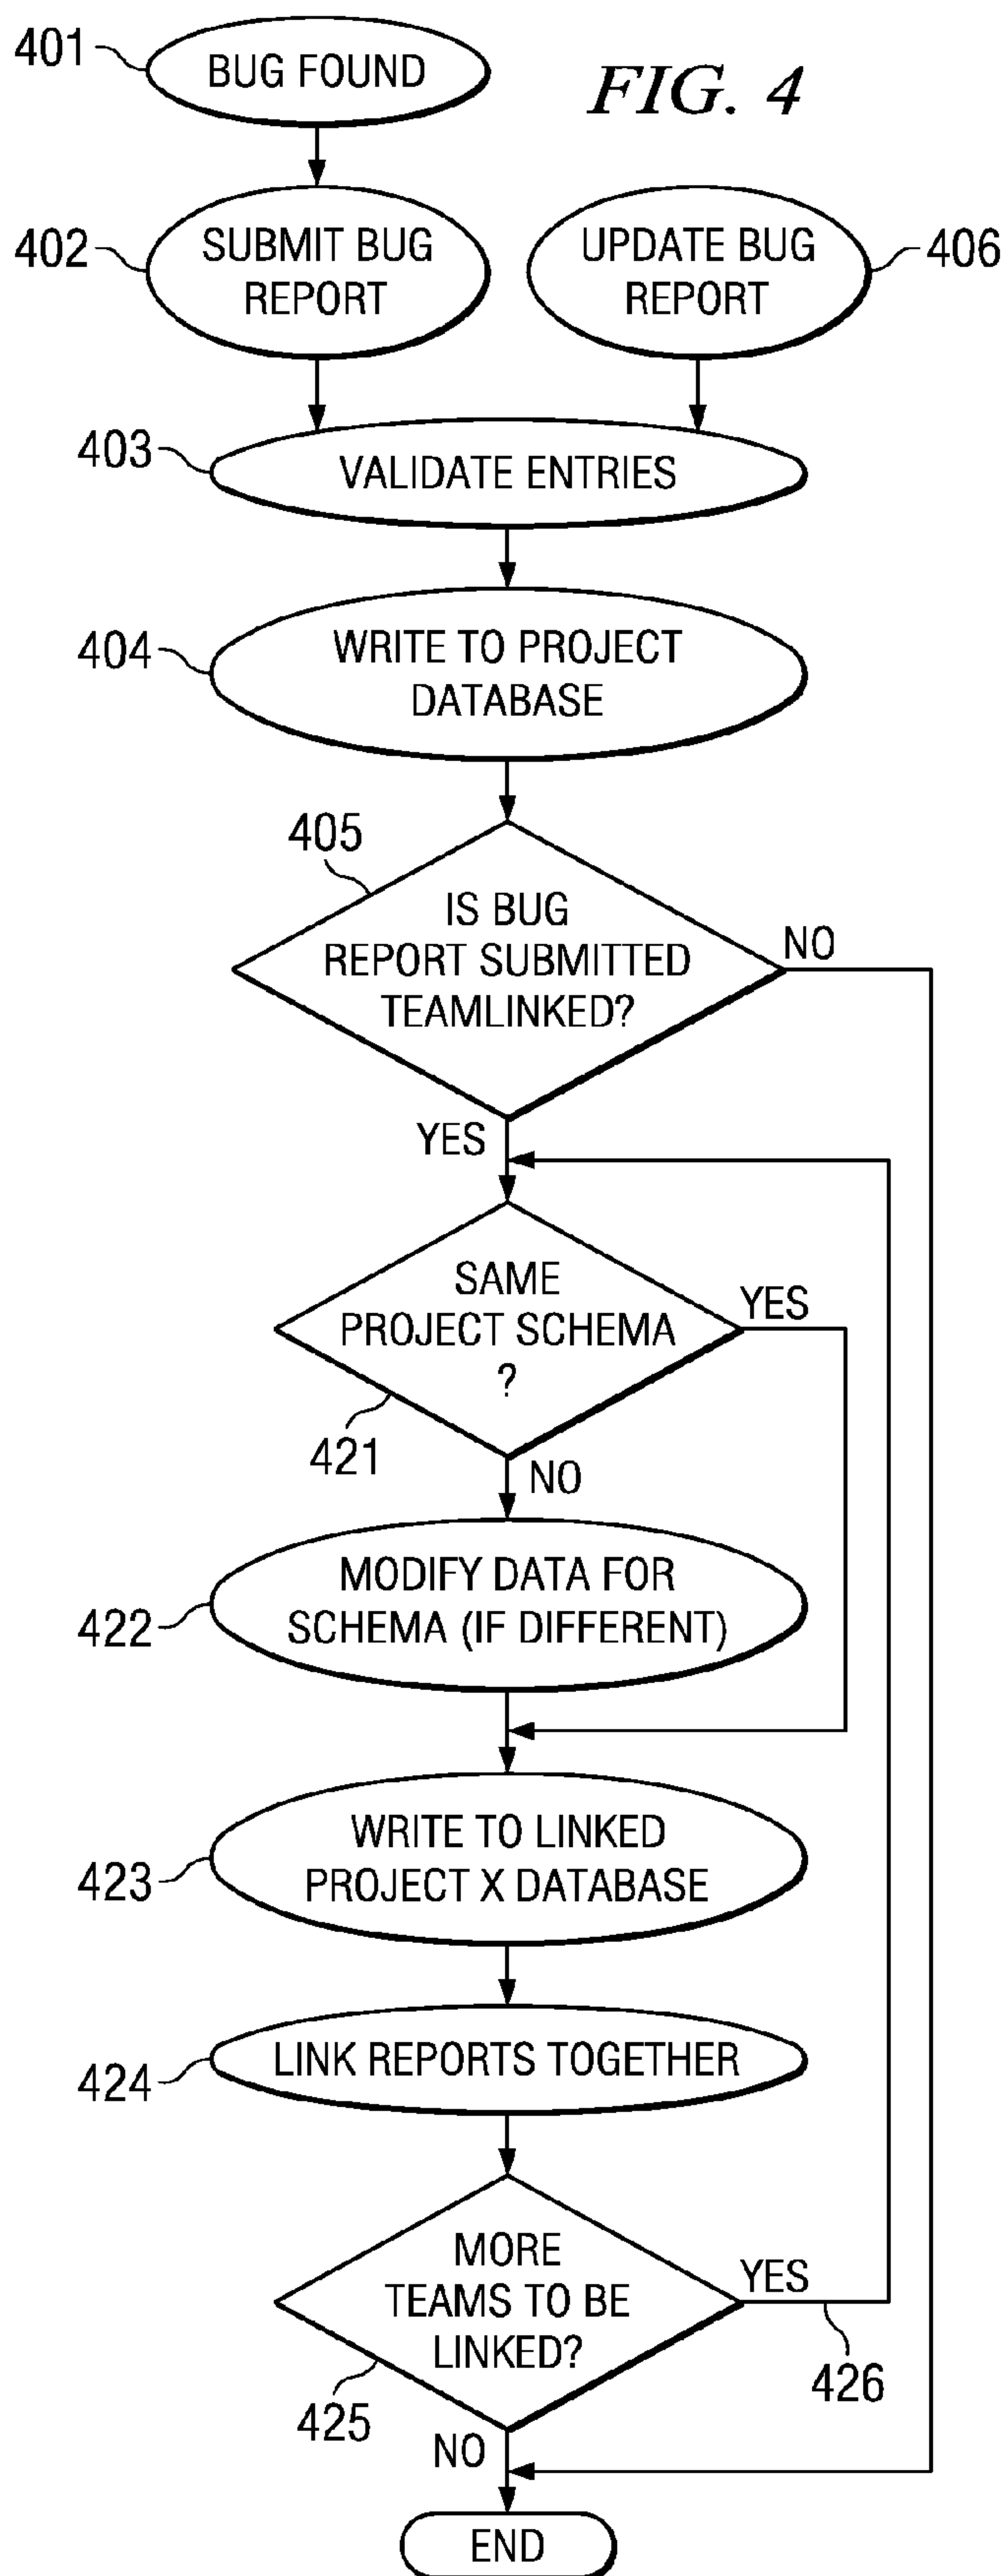 401
BUG FOUND
FIG. 4
402
SUBMIT BUG
REPORT
UPDATE BUG
REPORT
406
403
VALIDATE ENTRIES
404
WRITE TO PROJECT
DATABASE
405
IS BUG
REPORT SUBMITTED
TEAMLINKED?
NO
YES
SAME
PROJECT SCHEMA
?
YES
421
NO
422
MODIFY DATA FOR
SCHEMA (IF DIFFERENT)
423
WRITE TO LINKED
PROJECT X DATABASE
424
LINK REPORTS TOGETHER
MORE
TEAMS TO BE
LINKED?
YES
426
425
NO
END